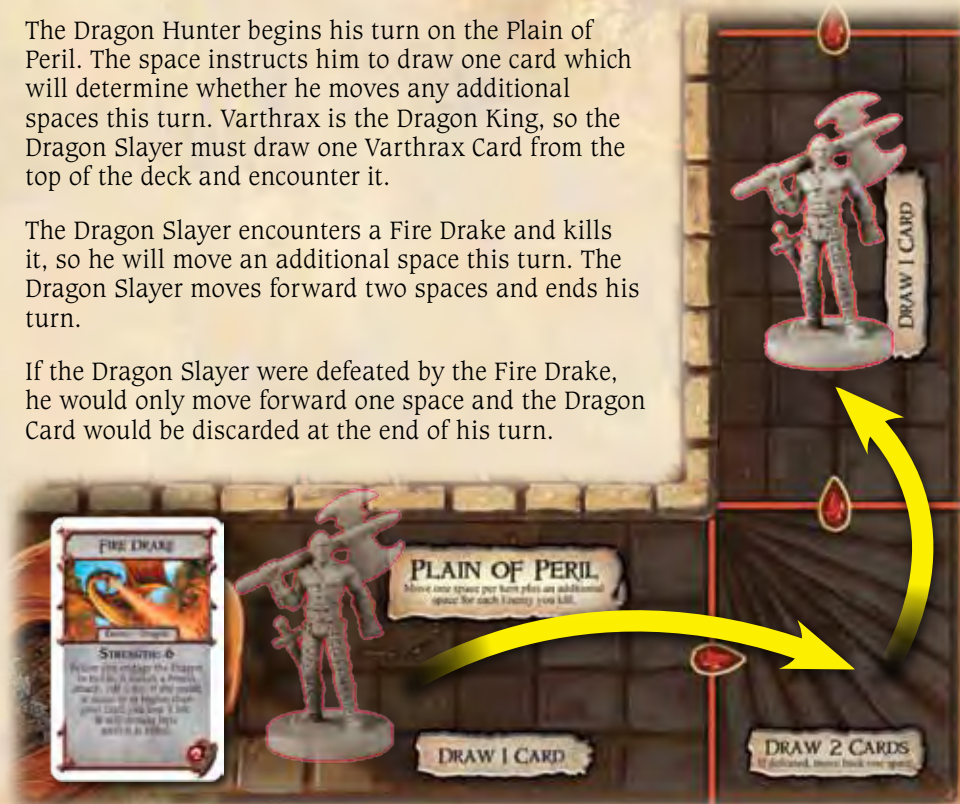 The Dragon Hunter begins his turn on the Plain of
Peril. The space instructs him to draw one card which
will determine whether he moves any additional
spaces this turn. Varthrax is the Dragon King, so the
Dragon Slayer must draw one Varthrax Card from the
top of the deck and encounter it.
The Dragon Slayer encounters a Fire Drake and kills
it, so he will move an additional space this turn. The
Dragon Slayer moves forward two spaces and ends his
turn.
If the Dragon Slayer were defeated by the Fire Drake,
he would only move forward one space and the Dragon
Card would be discarded at the end of his turn.
DRAW 1 CARD
FIRE DRAKE
Enemy - Dragon
STRENGTH: 6
PLAIN OF PERIL
Move one space per turn plus an additional
space for each Enemy you kill.
DRAW 1 CARD
DRAW 2 CARDS
If defeated, move back one space.